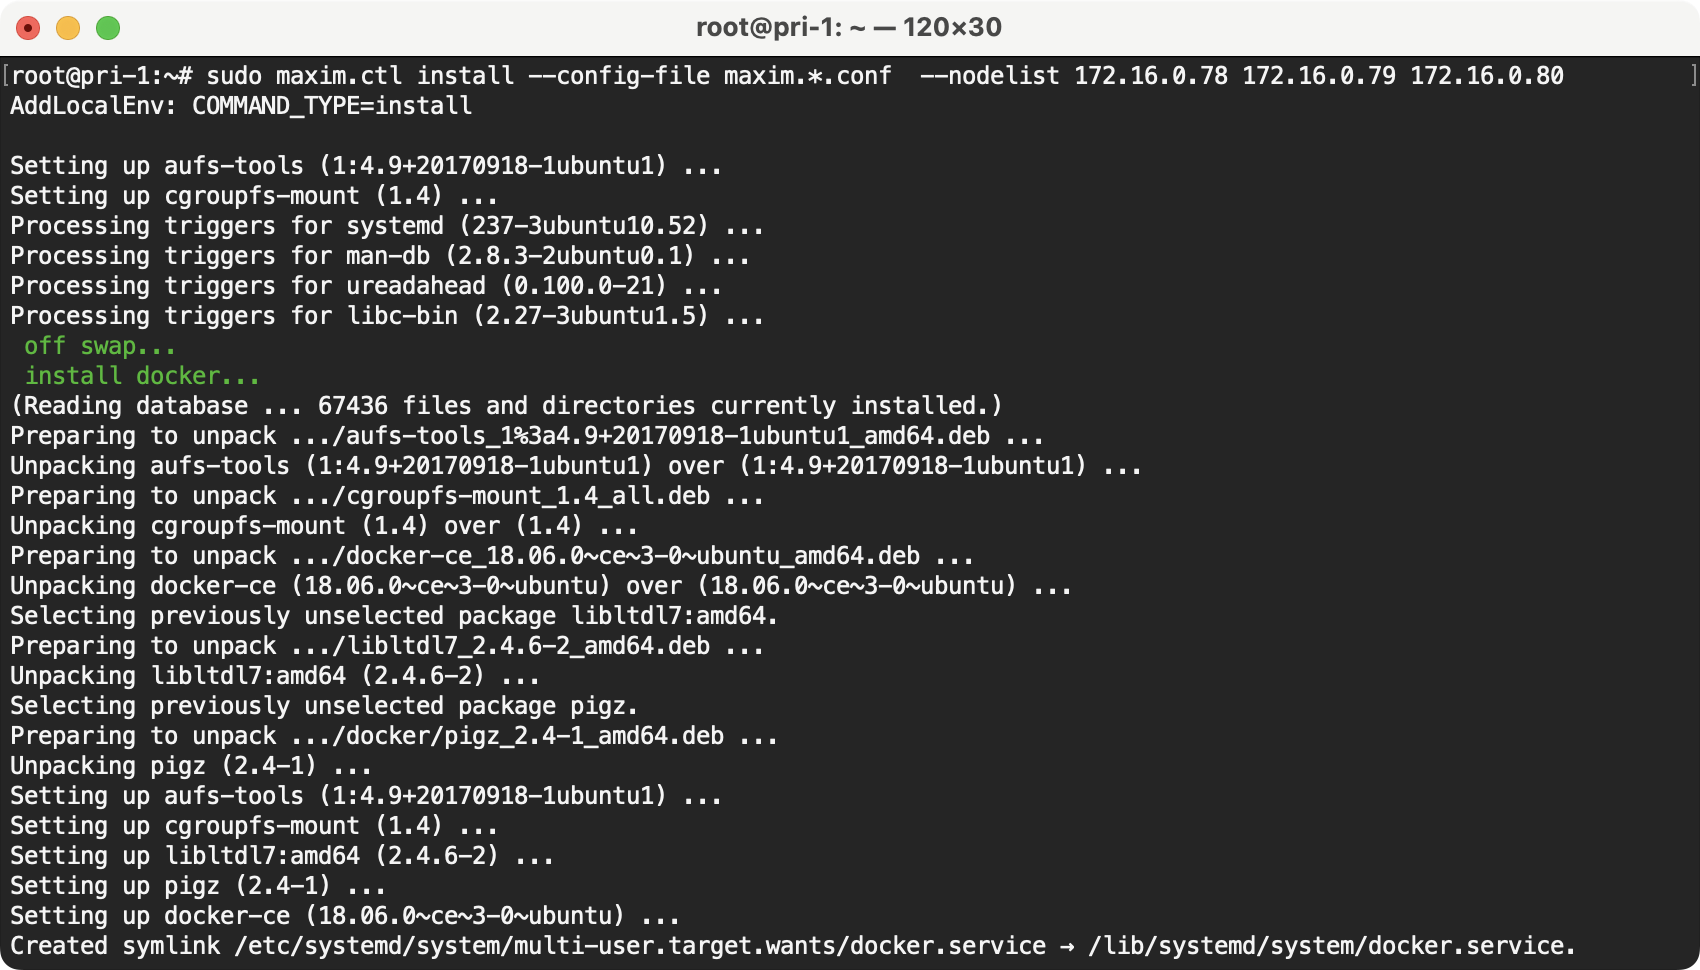 root@pri-1: ~ — 120×30
[root@pri-1:~# sudo maxim.ctl install --config-file maxim.*.conf  --nodelist 172.16.0.78 172.16.0.79 172.16.0.80 ]
AddLocalEnv: COMMAND_TYPE=install
Setting up aufs-tools (1:4.9+20170918-1ubuntu1) ...
Setting up cgroupfs-mount (1.4) ...
Processing triggers for systemd (237-3ubuntu10.52) ...
Processing triggers for man-db (2.8.3-2ubuntu0.1) ...
Processing triggers for ureadahead (0.100.0-21) ...
Processing triggers for libc-bin (2.27-3ubuntu1.5) ...
 off swap...
 install docker...
(Reading database ... 67436 files and directories currently installed.)
Preparing to unpack .../aufs-tools_1%3a4.9+20170918-1ubuntu1_amd64.deb ...
Unpacking aufs-tools (1:4.9+20170918-1ubuntu1) over (1:4.9+20170918-1ubuntu1) ...
Preparing to unpack .../cgroupfs-mount_1.4_all.deb ...
Unpacking cgroupfs-mount (1.4) over (1.4) ...
Preparing to unpack .../docker-ce_18.06.0~ce~3-0~ubuntu_amd64.deb ...
Unpacking docker-ce (18.06.0~ce~3-0~ubuntu) over (18.06.0~ce~3-0~ubuntu) ...
Selecting previously unselected package libltdl7:amd64.
Preparing to unpack .../libltdl7_2.4.6-2_amd64.deb ...
Unpacking libltdl7:amd64 (2.4.6-2) ...
Selecting previously unselected package pigz.
Preparing to unpack .../docker/pigz_2.4-1_amd64.deb ...
Unpacking pigz (2.4-1) ...
Setting up aufs-tools (1:4.9+20170918-1ubuntu1) ...
Setting up cgroupfs-mount (1.4) ...
Setting up libltdl7:amd64 (2.4.6-2) ...
Setting up pigz (2.4-1) ...
Setting up docker-ce (18.06.0~ce~3-0~ubuntu) ...
Created symlink /etc/systemd/system/multi-user.target.wants/docker.service → /lib/systemd/system/docker.service.